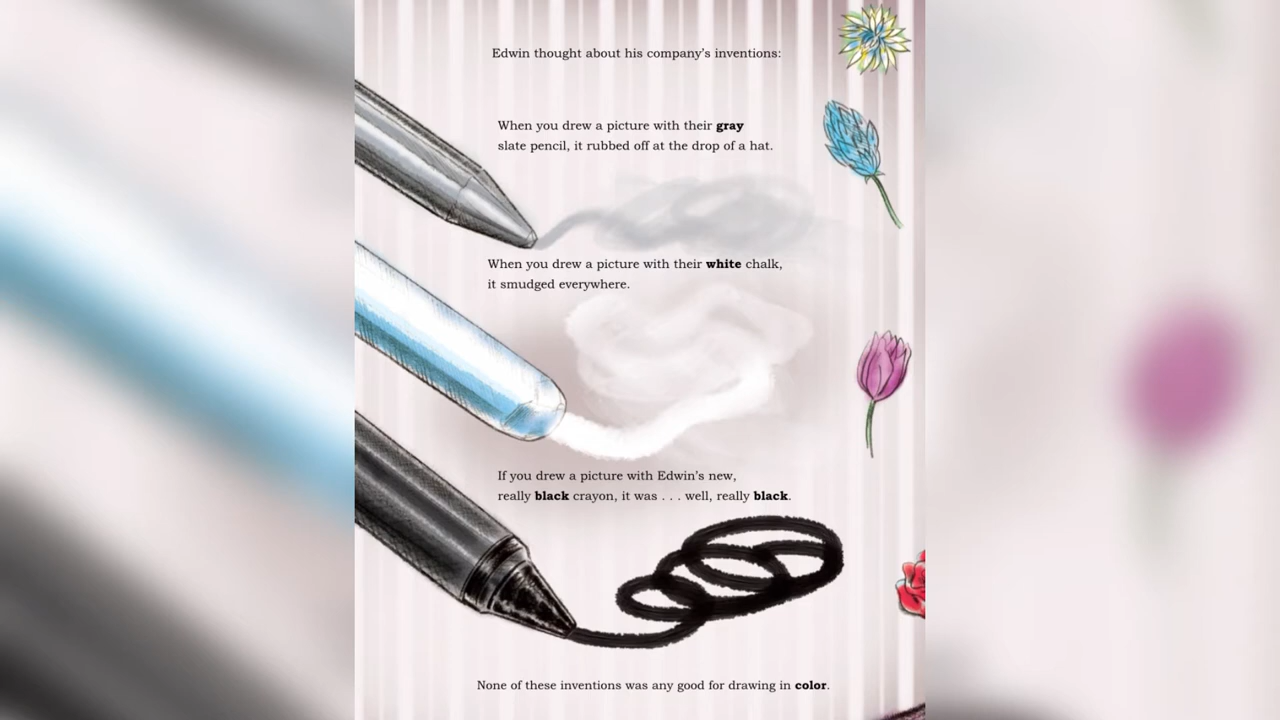 Edwin thought about his company's inventions:
When you drew a picture with their gray
slate pencil, it rubbed off at the drop of a hat.
When you drew a picture with their white chalk,
it smudged everywhere.
If you drew a picture with Edwin's new,
really black crayon, it was . . . well, really black.
None of these inventions was any good for drawing in color.